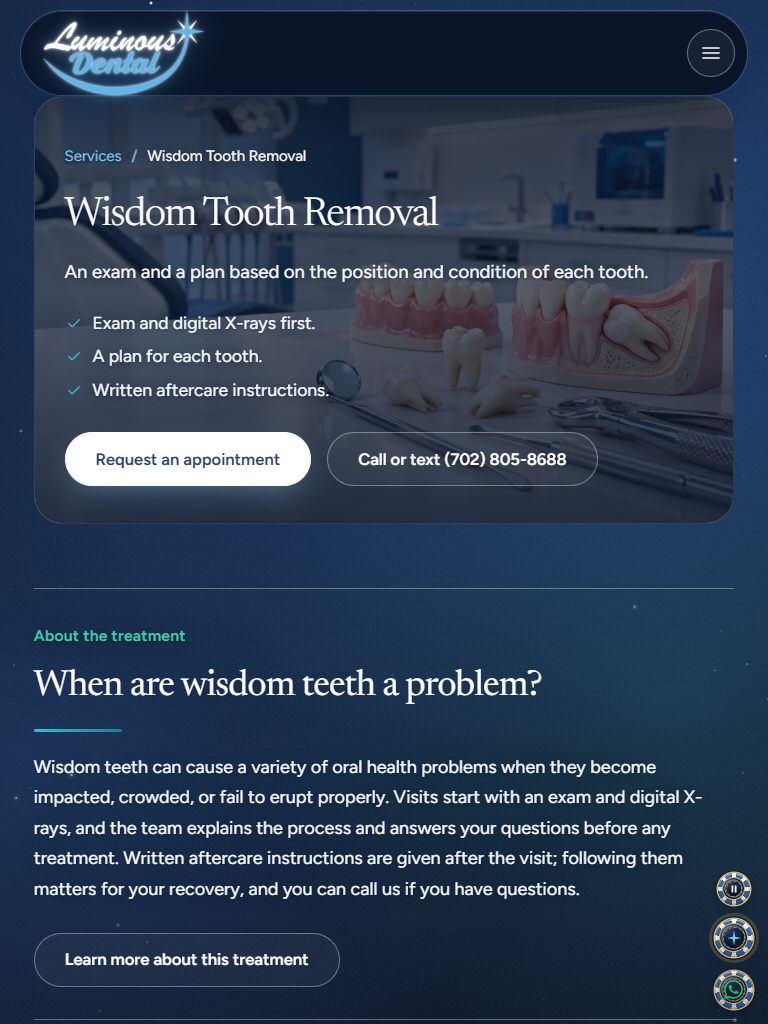 Luminous
Dental
Services / Wisdom Tooth Removal
Wisdom Tooth Removal
An exam and a plan based on the position and condition of each tooth.
Exam and digital X-rays first.
A plan for each tooth.
Written aftercare instructions.
Request an appointment
Call or text (702) 805-8688
About the treatment
When are wisdom teeth a problem?
Wisdom teeth can cause a variety of oral health problems when they become
impacted, crowded, or fail to erupt properly. Visits start with an exam and digital X-
rays, and the team explains the process and answers your questions before any
treatment. Written aftercare instructions are given after the visit; following them
matters for your recovery, and you can call us if you have questions.
Learn more about this treatment